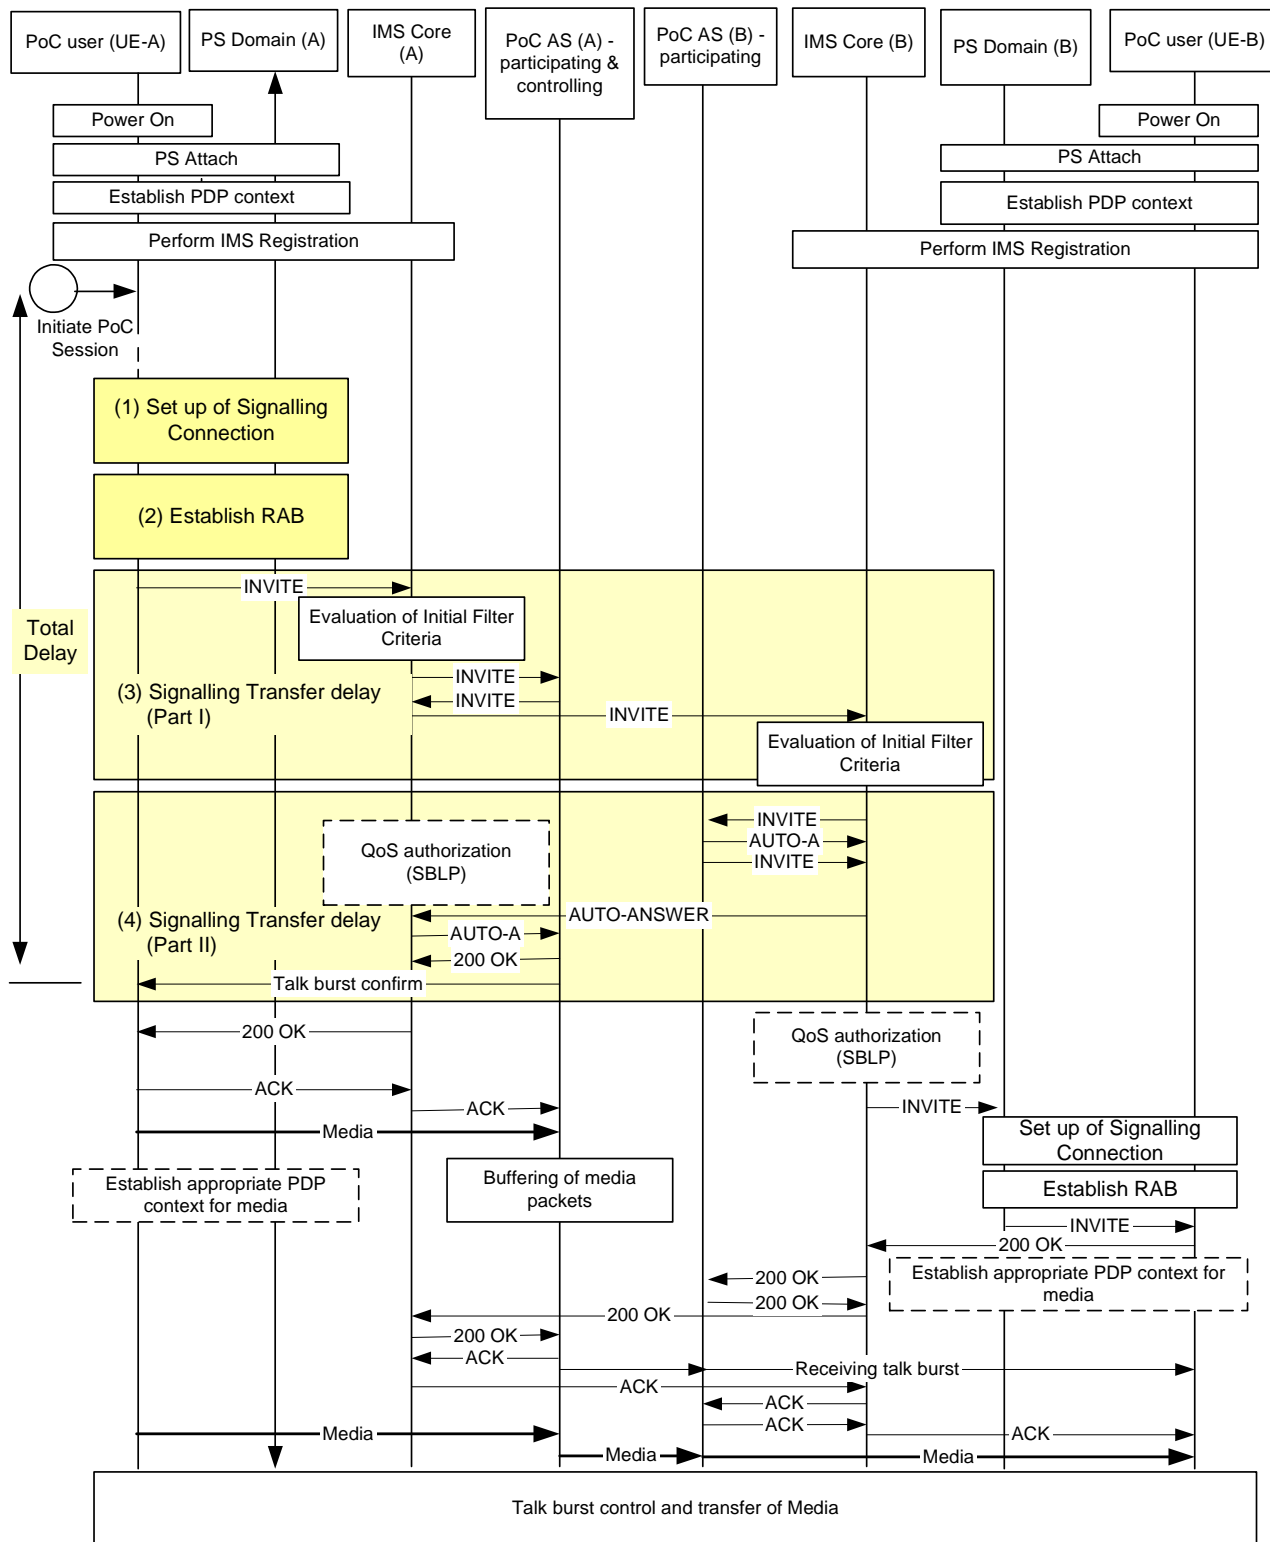 PoC user (UE-A)
PS Domain (A)
IMS Core
(A)
PoC AS (A) -
participating &
controlling
PoC AS (B) -
participating
IMS Core (B)
PS Domain (B)
PoC user (UE-B)
Power On
Power On
PS Attach
PS Attach
Establish PDP context
Establish PDP context
Perform IMS Registration
Perform IMS Registration
Initiate PoC
Session
(1) Set up of Signalling
Connection
(2) Establish RAB
INVITE
Evaluation of Initial Filter
Criteria
Total
Delay
INVITE
(3) Signalling Transfer delay
(Part I)
INVITE
INVITE
Evaluation of Initial Filter
Criteria
INVITE
QoS authorization
(SBLP)
AUTO-A
INVITE
(4) Signalling Transfer delay
(Part II)
AUTO-ANSWER
AUTO-A
200 OK
Talk burst confirm
200 OK
QoS authorization
(SBLP)
ACK
ACK
INVITE
Media
Set up of Signalling
Connection
Establish appropriate PDP
context for media
Buffering of media
packets
Establish RAB
INVITE
200 OK
Establish appropriate PDP context for
media
200 OK
200 OK
200 OK
200 OK
ACK
Receiving talk burst
ACK
ACK
ACK
ACK
Media
Media
Media
Talk burst control and transfer of Media